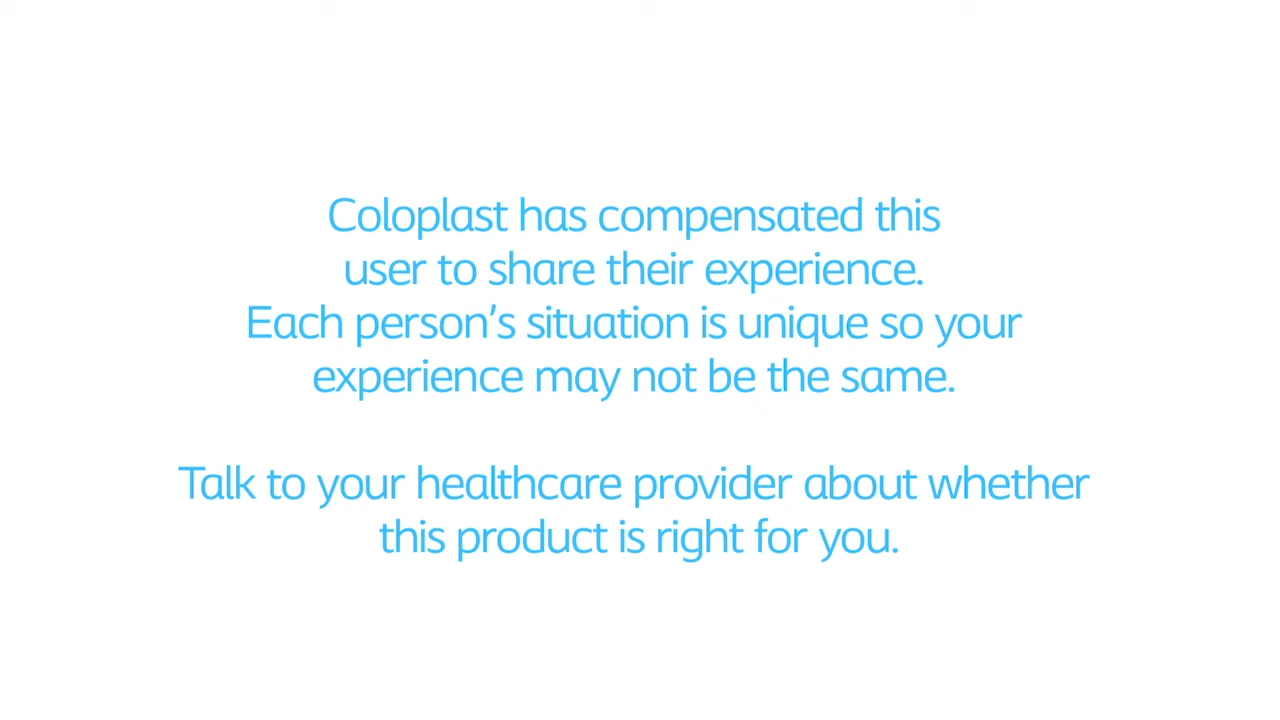 Coloplast has compensated this
user to share their experience.
Each person’s situation is unique so your
experience may not be the same.
Talk to your healthcare provider about whether
this product is right for you.